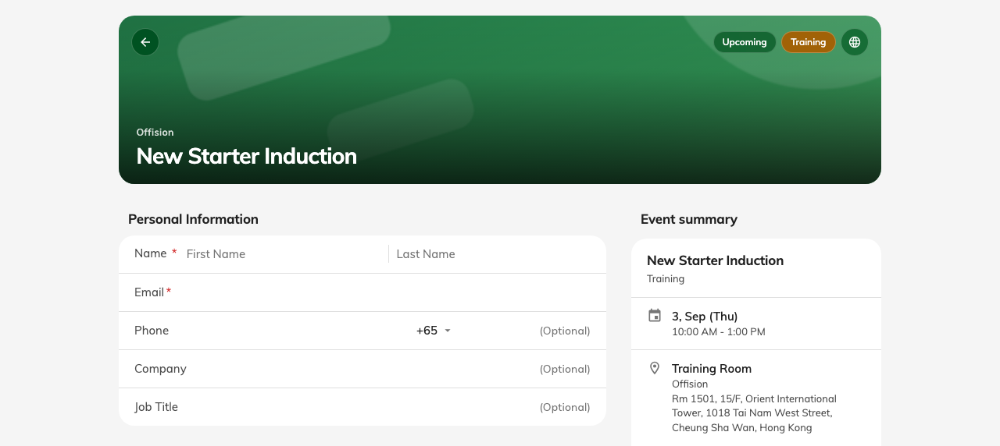 Upcoming
Training
Offision
New Starter Induction
Personal Information
Name * First Name Last Name
Email *
Phone +65 (Optional)
Company (Optional)
Job Title (Optional)
Event summary
New Starter Induction
Training
3, Sep (Thu)
10:00 AM - 1:00 PM
Training Room
Offision
Rm 1501, 15/F, Orient International
Tower, 1018 Tai Nam West Street,
Cheung Sha Wan, Hong Kong